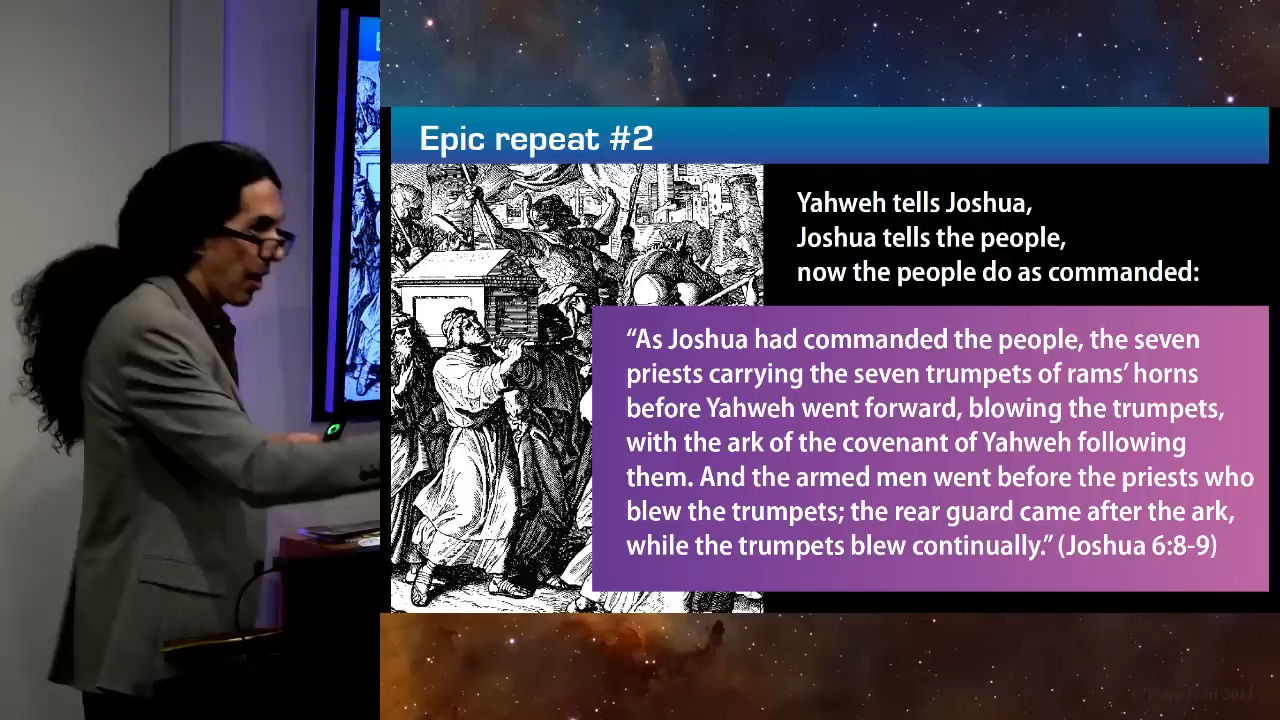 Epic repeat #2
Yahweh tells Joshua,
Joshua tells the people,
now the people do as commanded:
“As Joshua had commanded the people, the seven
priests carrying the seven trumpets of rams’ horns
before Yahweh went forward, blowing the trumpets,
with the ark of the covenant of Yahweh following
them. And the armed men went before the priests who
blew the trumpets; the rear guard came after the ark,
while the trumpets blew continually.” (Joshua 6:8-9)